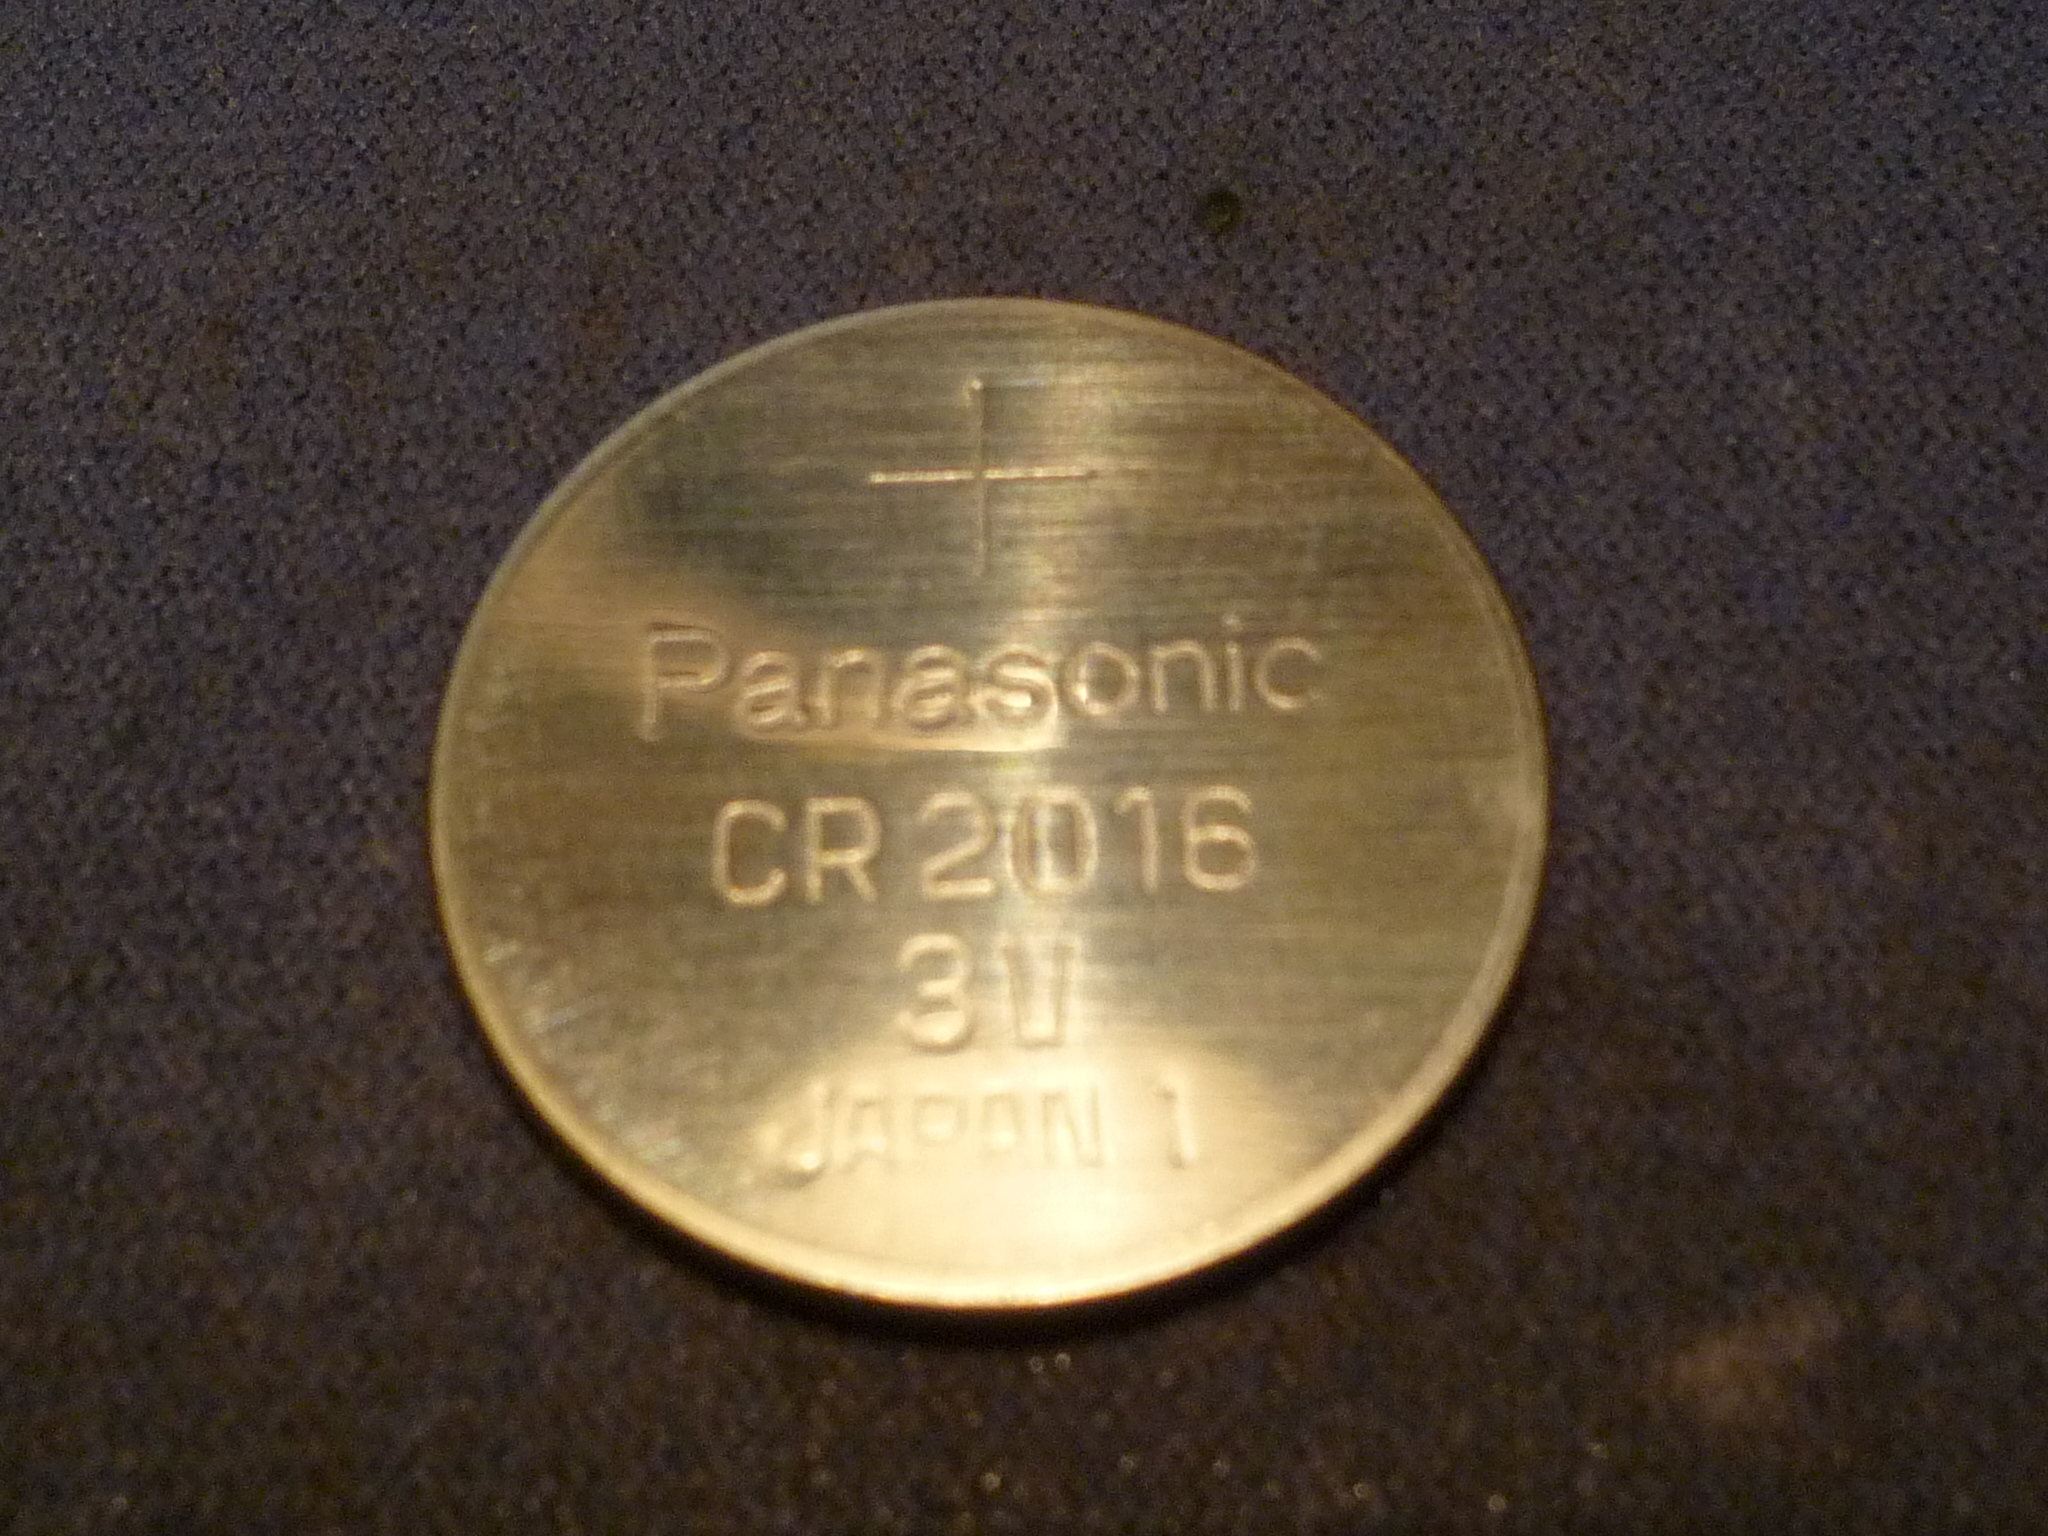 +
Panasonic
CR2016
3V
JAPAN 1